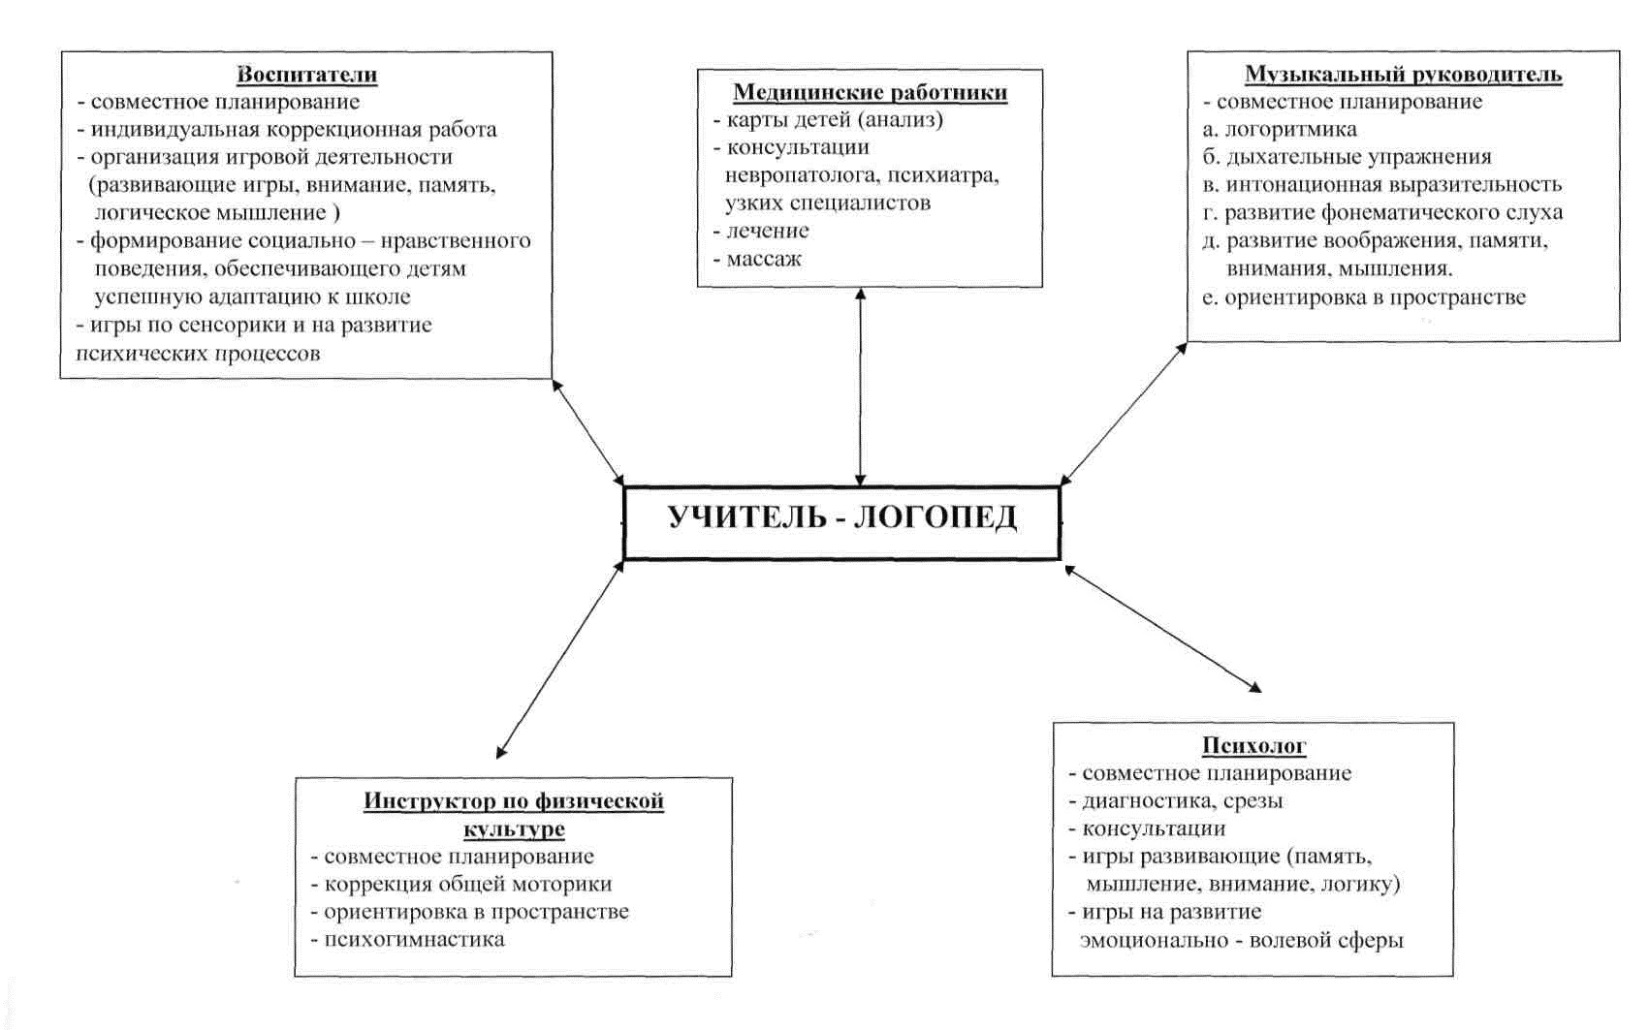 Воспитатели
- совместное планирование
- индивидуальная коррекционная работа
- организация игровой деятельности
(развивающие игры, внимание, память,
логическое мышление )
- формирование социально – нравственного
поведения, обеспечивающего детям
успешную адаптацию к школе
- игры по сенсорики и на развитие
психических процессов
Медицинские работники
- карты детей (анализ)
- консультации
невропатолога, психиатра,
узких специалистов
- лечение
- массаж
Музыкальный руководитель
- совместное планирование
а. логоритмика
б. дыхательные упражнения
в. интонационная выразительность
г. развитие фонематического слуха
д. развитие воображения, памяти,
внимания, мышления.
е. ориентировка в пространстве
УЧИТЕЛЬ - ЛОГОПЕД
Инструктор по физической
культуре
- совместное планирование
- коррекция общей моторики
- ориентировка в пространстве
- психогимнастика
Психолог
- совместное планирование
- диагностика, срезы
- консультации
- игры развивающие (память,
мышление, внимание, логику)
- игры на развитие
эмоционально - волевой сферы